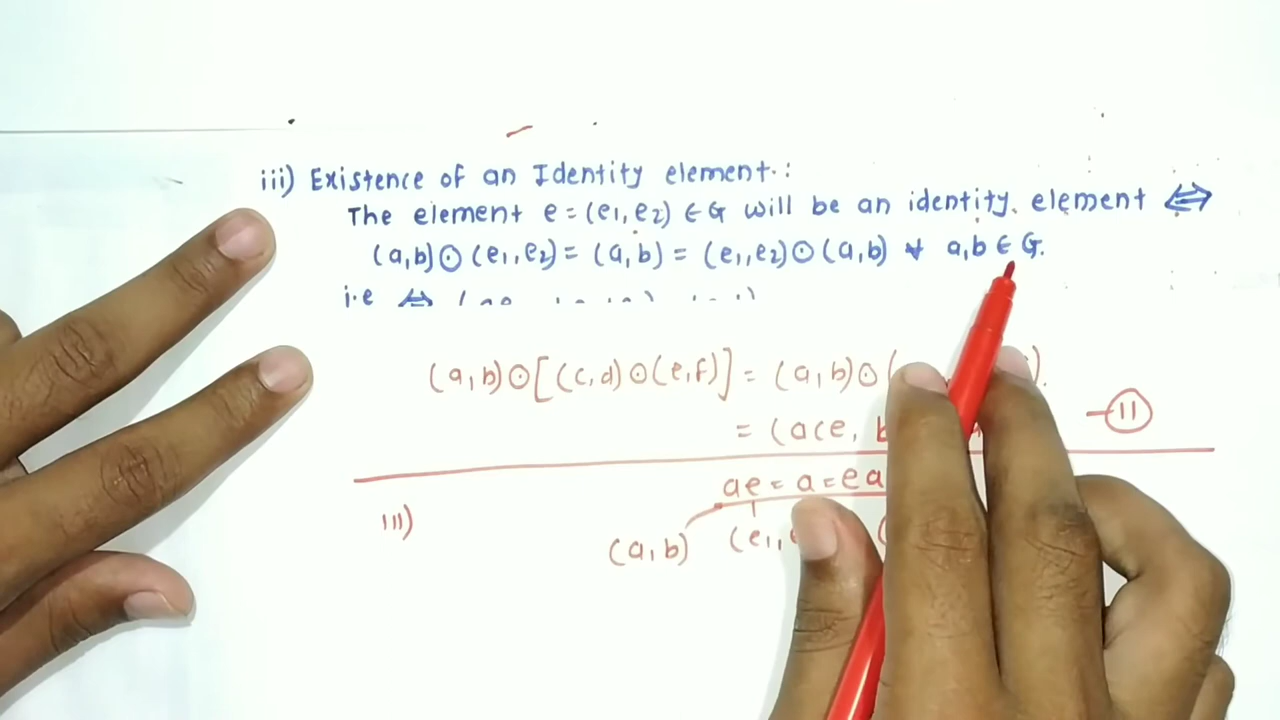 iii) Existence of an Identity element.:
The element e = (e1, e2) ∈ G will be an identity element ⇔
(a,b)⊙(e1,e2) = (a,b) = (e1,e2)⊙(a,b) ∀ a,b ∈ G.
i.e ⇔
(a,b)⊙[(c,d)⊙(e,f)] = (a,b)⊙(
= (ace, —(11)
ae = a = ea
III)
(a,b) (e1,